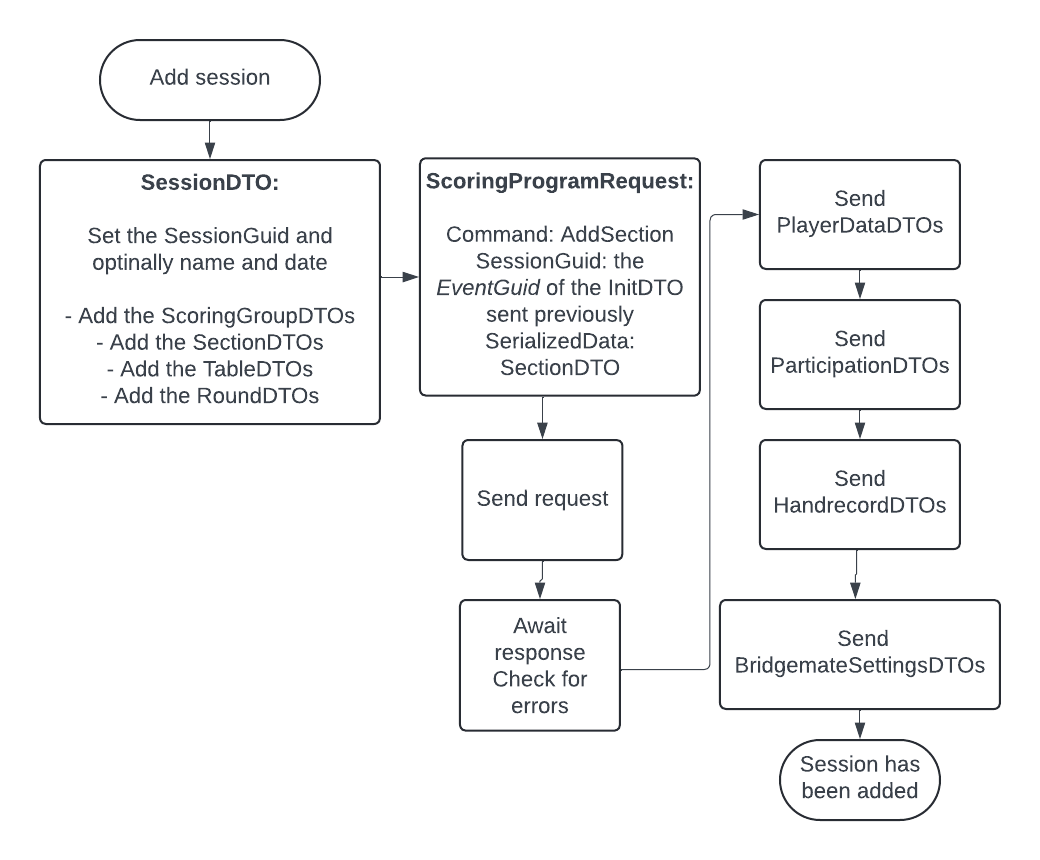 Add session
SessionDTO:
Set the SessionGuid and
optinally name and date
- Add the ScoringGroupDTOs
- Add the SectionDTOs
- Add the TableDTOs
- Add the RoundDTOs
ScoringProgramRequest:
Command: AddSection
SessionGuid: the
EventGuid of the InitDTO
sent previously
SerializedData:
SectionDTO
Send request
Await
response
Check for
errors
Send
PlayerDataDTOs
Send
ParticipationDTOs
Send
HandrecordDTOs
Send
BridgemateSettingsDTOs
Session has
been added